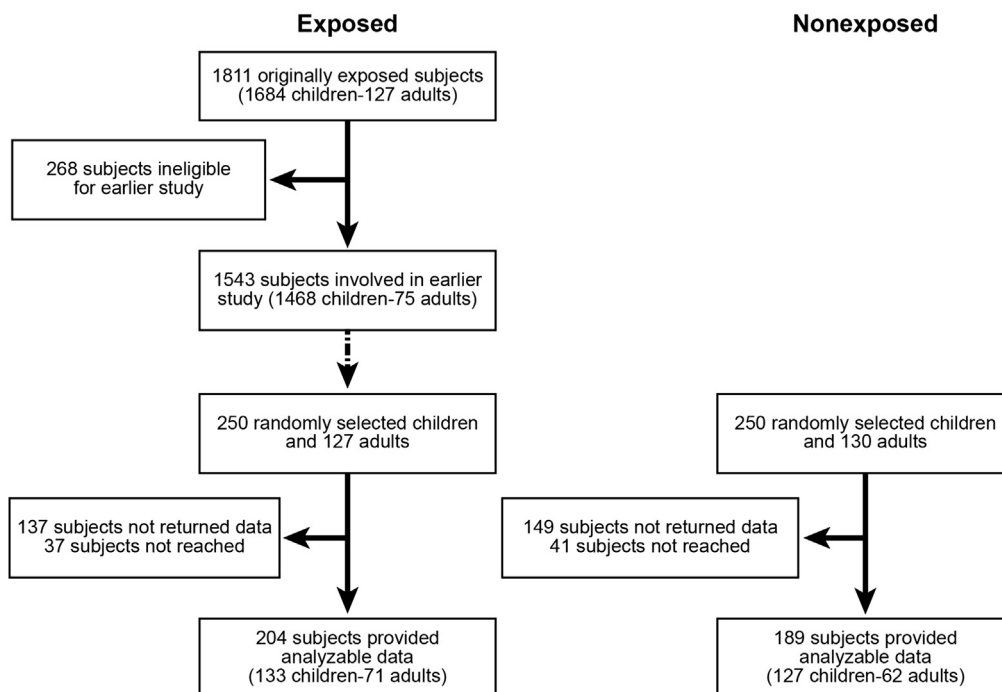 Exposed
Nonexposed
1811 originally exposed subjects
(1684 children-127 adults)
268 subjects ineligible
for earlier study
1543 subjects involved in earlier
study (1468 children-75 adults)
250 randomly selected children
and 127 adults
250 randomly selected children
and 130 adults
137 subjects not returned data
37 subjects not reached
149 subjects not returned data
41 subjects not reached
204 subjects provided
analyzable data
(133 children-71 adults)
189 subjects provided
analyzable data
(127 children-62 adults)